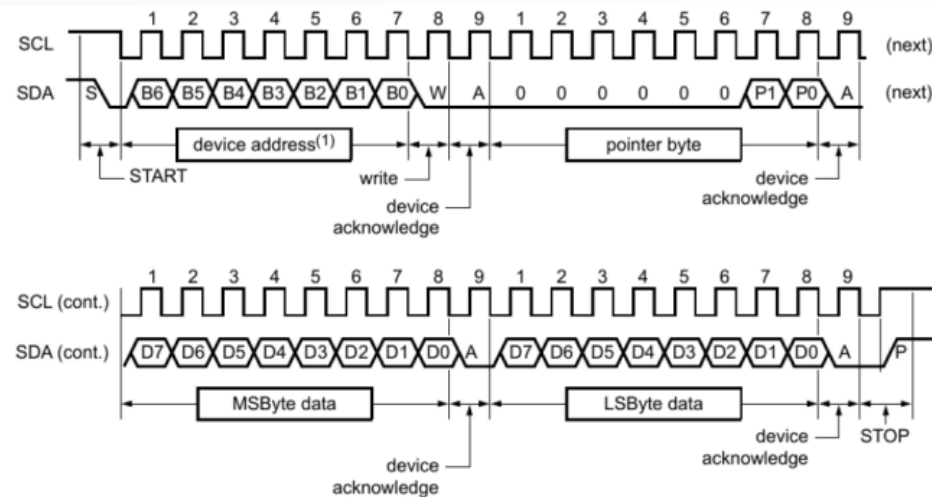 1 2 3 4 5 6 7 8 9 1 2 3 4 5 6 7 8 9
SCL (next)
SDA S B6 B5 B4 B3 B2 B1 B0 W A 0 0 0 0 0 0 P1 P0 A (next)
device address(1) pointer byte
START write device
acknowledge
device
acknowledge
1 2 3 4 5 6 7 8 9 1 2 3 4 5 6 7 8 9
SCL (cont.)
SDA (cont.) D7 D6 D5 D4 D3 D2 D1 D0 A D7 D6 D5 D4 D3 D2 D1 D0 A P
MSByte data LSByte data
device
acknowledge
STOP
device
acknowledge